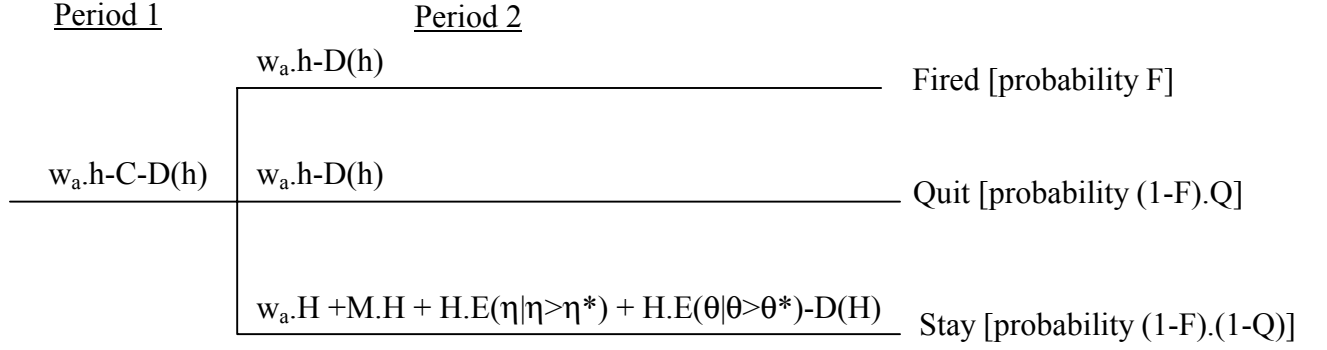 Period 1 Period 2
wₐ.h-D(h) Fired [probability F]
wₐ.h-C-D(h) wₐ.h-D(h) Quit [probability (1-F).Q]
wₐ.H +M.H + H.E(η|η>η*) + H.E(θ|θ>θ*)-D(H) Stay [probability (1-F).(1-Q)]